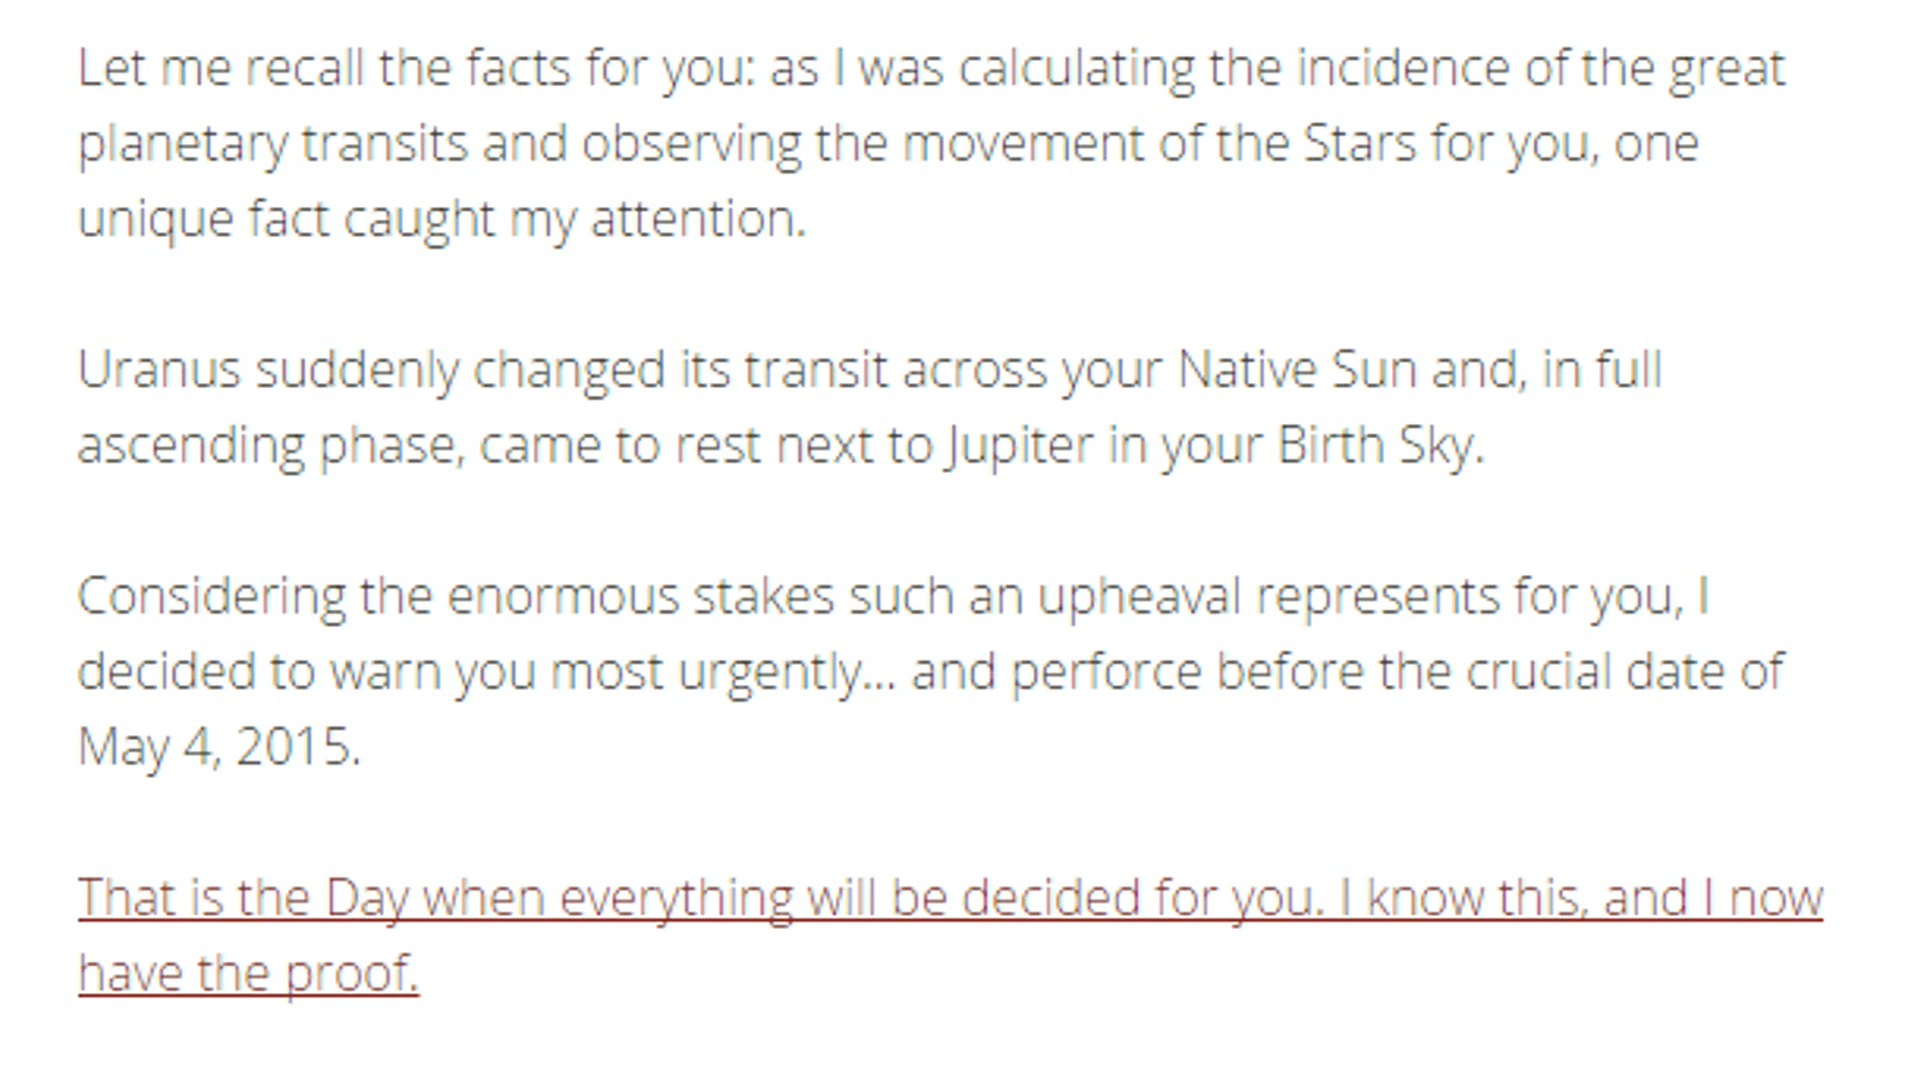 Let me recall the facts for you: as I was calculating the incidence of the great
planetary transits and observing the movement of the Stars for you, one
unique fact caught my attention.
Uranus suddenly changed its transit across your Native Sun and, in full
ascending phase, came to rest next to Jupiter in your Birth Sky.
Considering the enormous stakes such an upheaval represents for you, I
decided to warn you most urgently... and perforce before the crucial date of
May 4, 2015.
That is the Day when everything will be decided for you. I know this, and I now
have the proof.